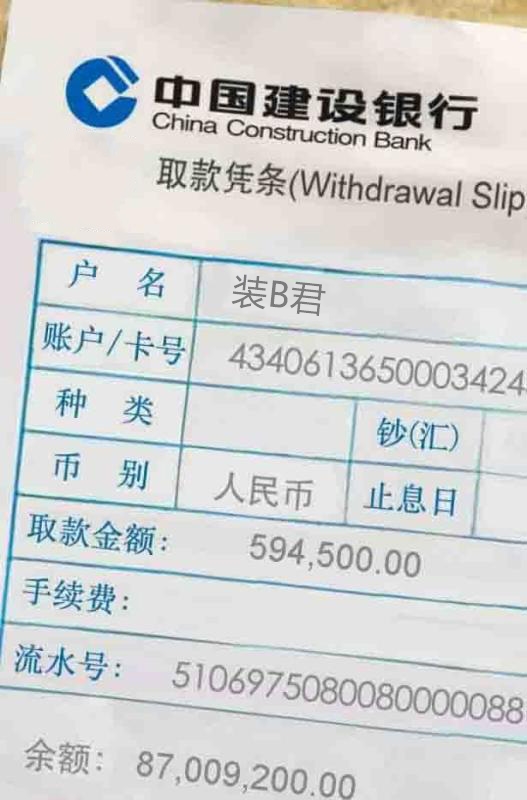 中国建设银行
China Construction Bank
取款凭条(Withdrawal Slip
户 名 装B君
账户/卡号 4340613650003424
种 类 钞(汇)
币 别 人民币 止息日
取款金额: 594,500.00
手续费:
流水号: 5106975080080000088
余额: 87,009,200.00